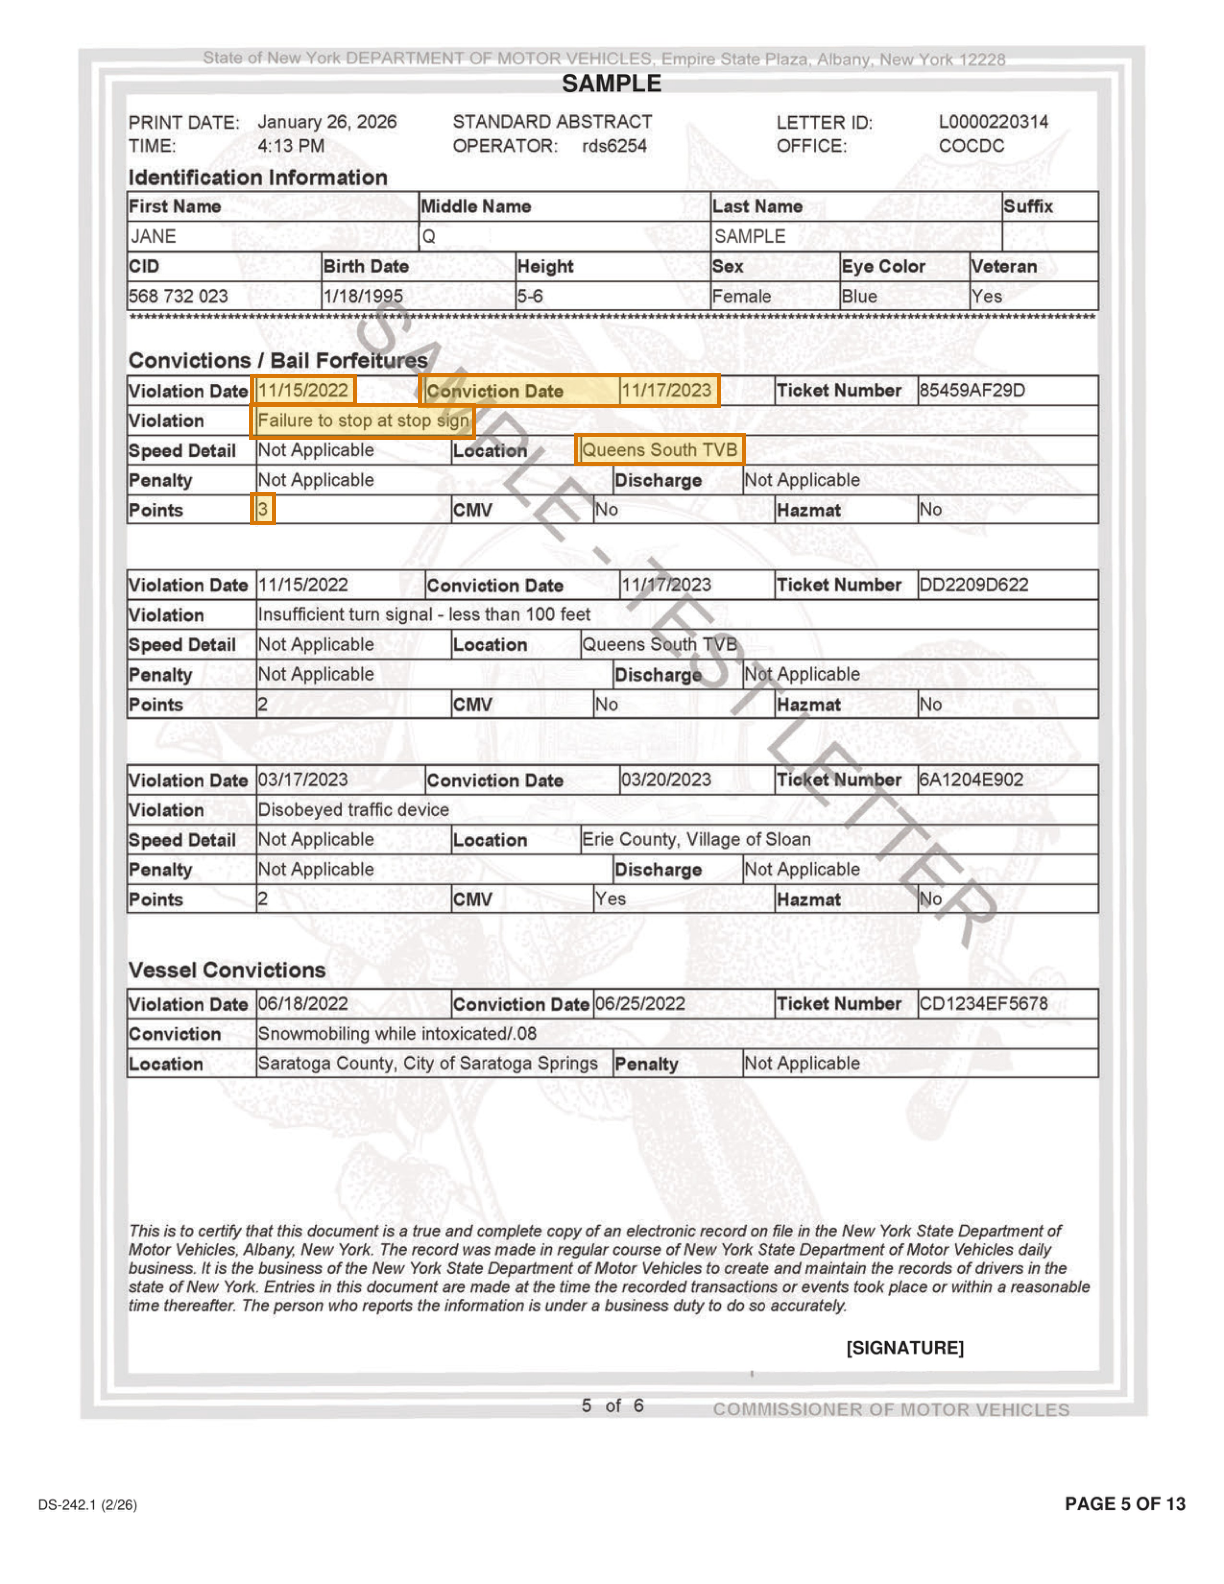 State of New York DEPARTMENT OF MOTOR VEHICLES, Empire State Plaza, Albany, New York 12228
SAMPLE
PRINT DATE: January 26, 2026 STANDARD ABSTRACT LETTER ID: L0000220314
TIME: 4:13 PM OPERATOR: rds6254 OFFICE: COCDC
Identification Information
First Name Middle Name Last Name Suffix
JANE Q SAMPLE
CID Birth Date Height Sex Eye Color Veteran
568 732 023 1/18/1995 5-6 Female Blue Yes
Convictions / Bail Forfeitures
Violation Date 11/15/2022 Conviction Date 11/17/2023 Ticket Number 85459AF29D
Violation Failure to stop at stop sign
Speed Detail Not Applicable Location Queens South TVB
Penalty Not Applicable Discharge Not Applicable
Points 3 CMV No Hazmat No
Violation Date 11/15/2022 Conviction Date 11/17/2023 Ticket Number DD2209D622
Violation Insufficient turn signal - less than 100 feet
Speed Detail Not Applicable Location Queens South TVB
Penalty Not Applicable Discharge Not Applicable
Points 2 CMV No Hazmat No
Violation Date 03/17/2023 Conviction Date 03/20/2023 Ticket Number 6A1204E902
Violation Disobeyed traffic device
Speed Detail Not Applicable Location Erie County, Village of Sloan
Penalty Not Applicable Discharge Not Applicable
Points 2 CMV Yes Hazmat No
SAMPLE - TEST LETTER
Vessel Convictions
Violation Date 06/18/2022 Conviction Date 06/25/2022 Ticket Number CD1234EF5678
Conviction Snowmobiling while intoxicated/.08
Location Saratoga County, City of Saratoga Springs Penalty Not Applicable
This is to certify that this document is a true and complete copy of an electronic record on file in the New York State Department of
Motor Vehicles, Albany, New York. The record was made in regular course of New York State Department of Motor Vehicles daily
business. It is the business of the New York State Department of Motor Vehicles to create and maintain the records of drivers in the
state of New York. Entries in this document are made at the time the recorded transactions or events took place or within a reasonable
time thereafter. The person who reports the information is under a business duty to do so accurately.
[SIGNATURE]
5 of 6 COMMISSIONER OF MOTOR VEHICLES
DS-242.1 (2/26) PAGE 5 OF 13